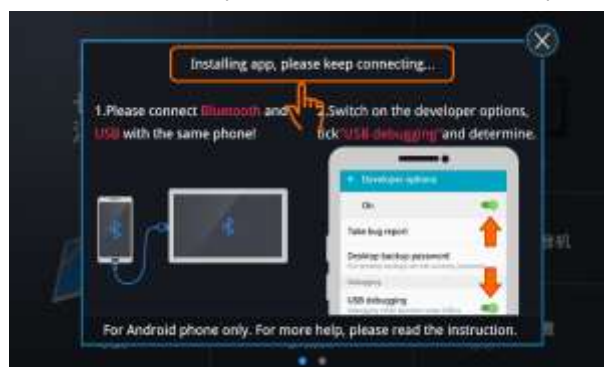 Installing app, please keep connecting...
1.Please connect Bluetooth and
USB with the same phone!
2.Switch on the developer options,
tick "USB debugging" and determine.
Developer options
On
Take bug report
Desktop backup password
Debugging
USB debugging
For Android phone only. For more help, please read the instruction.